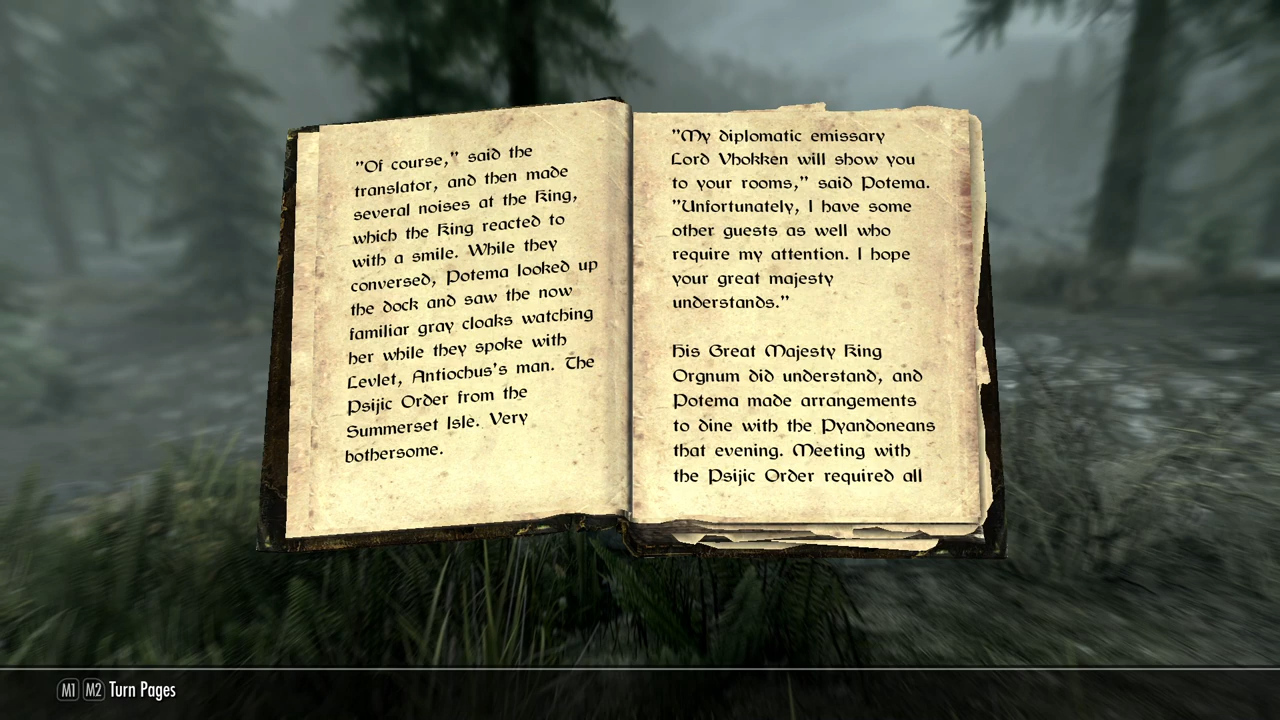 "Of course," said the
translator, and then made
several noises at the King,
which the King reacted to
with a smile. While they
conversed, Potema looked up
the dock and saw the now
familiar gray cloaks watching
her while they spoke with
Levlet, Antiochus's man. The
Psijic Order from the
Summerset Isle. Very
bothersome.
"My diplomatic emissary
Lord Vhokken will show you
to your rooms," said Potema.
"Unfortunately, I have some
other guests as well who
require my attention. I hope
your great majesty
understands."
His Great Majesty King
Orgnum did understand, and
Potema made arrangements
to dine with the Pyandoneans
that evening. Meeting with
the Psijic Order required all
M1 M2 Turn Pages